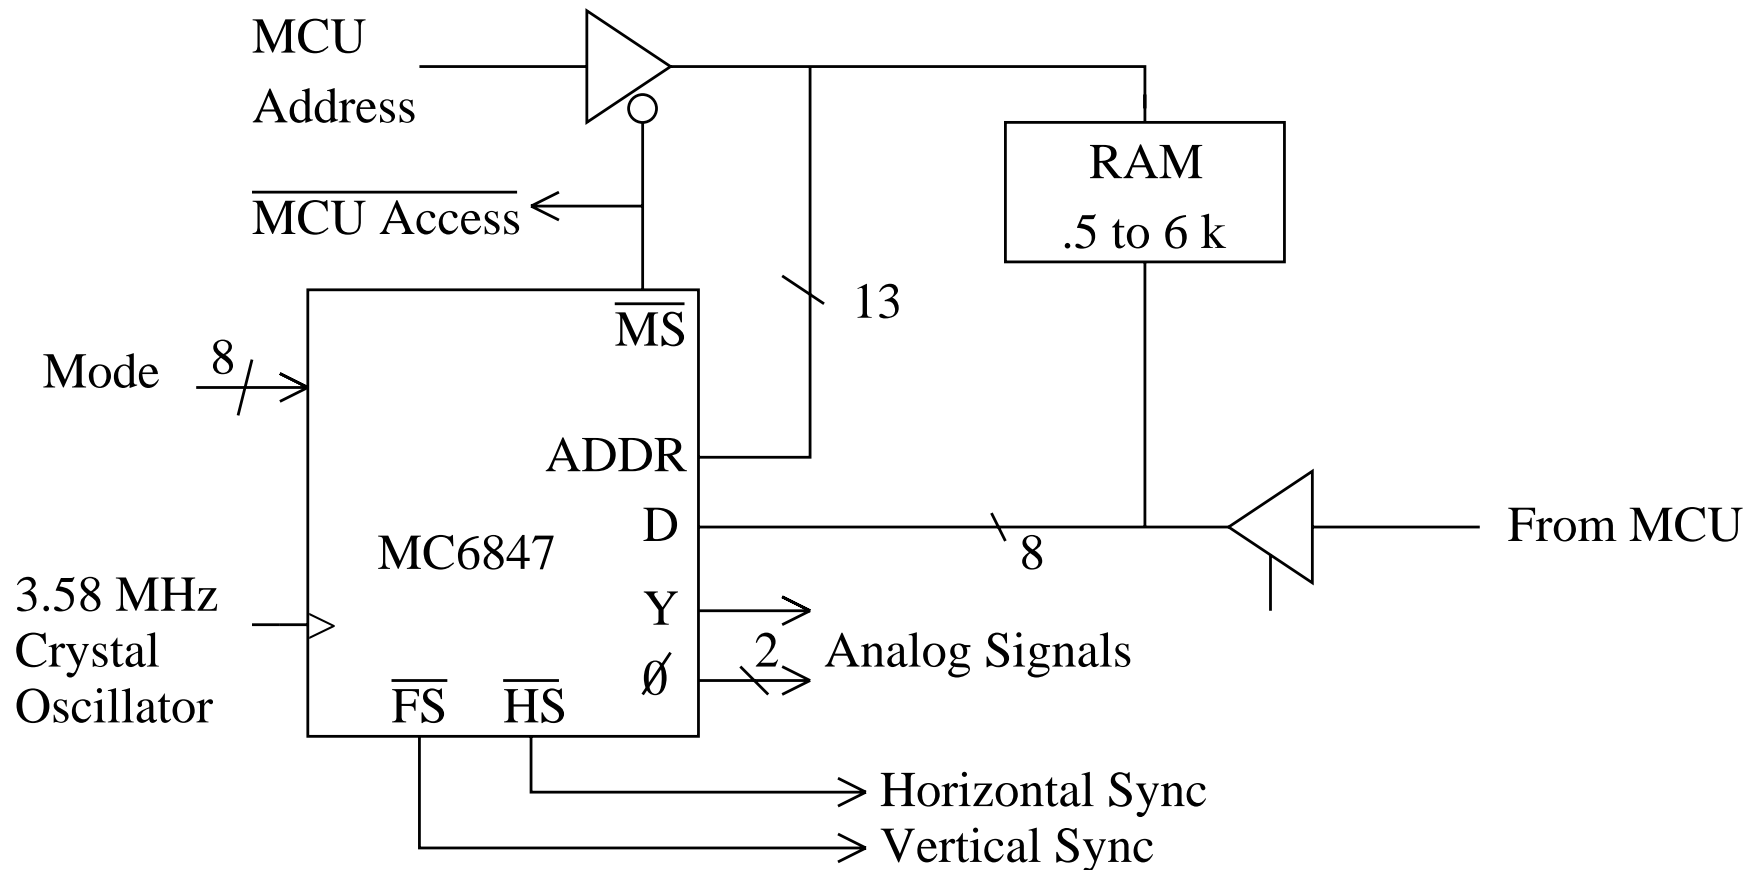 MCU
Address
RAM
.5 to 6 k
MCU Access
13
MS
Mode
8
ADDR
D
8
From MCU
MC6847
3.58 MHz
Crystal
Oscillator
Y
2
Analog Signals
Ø
FS
HS
Horizontal Sync
Vertical Sync